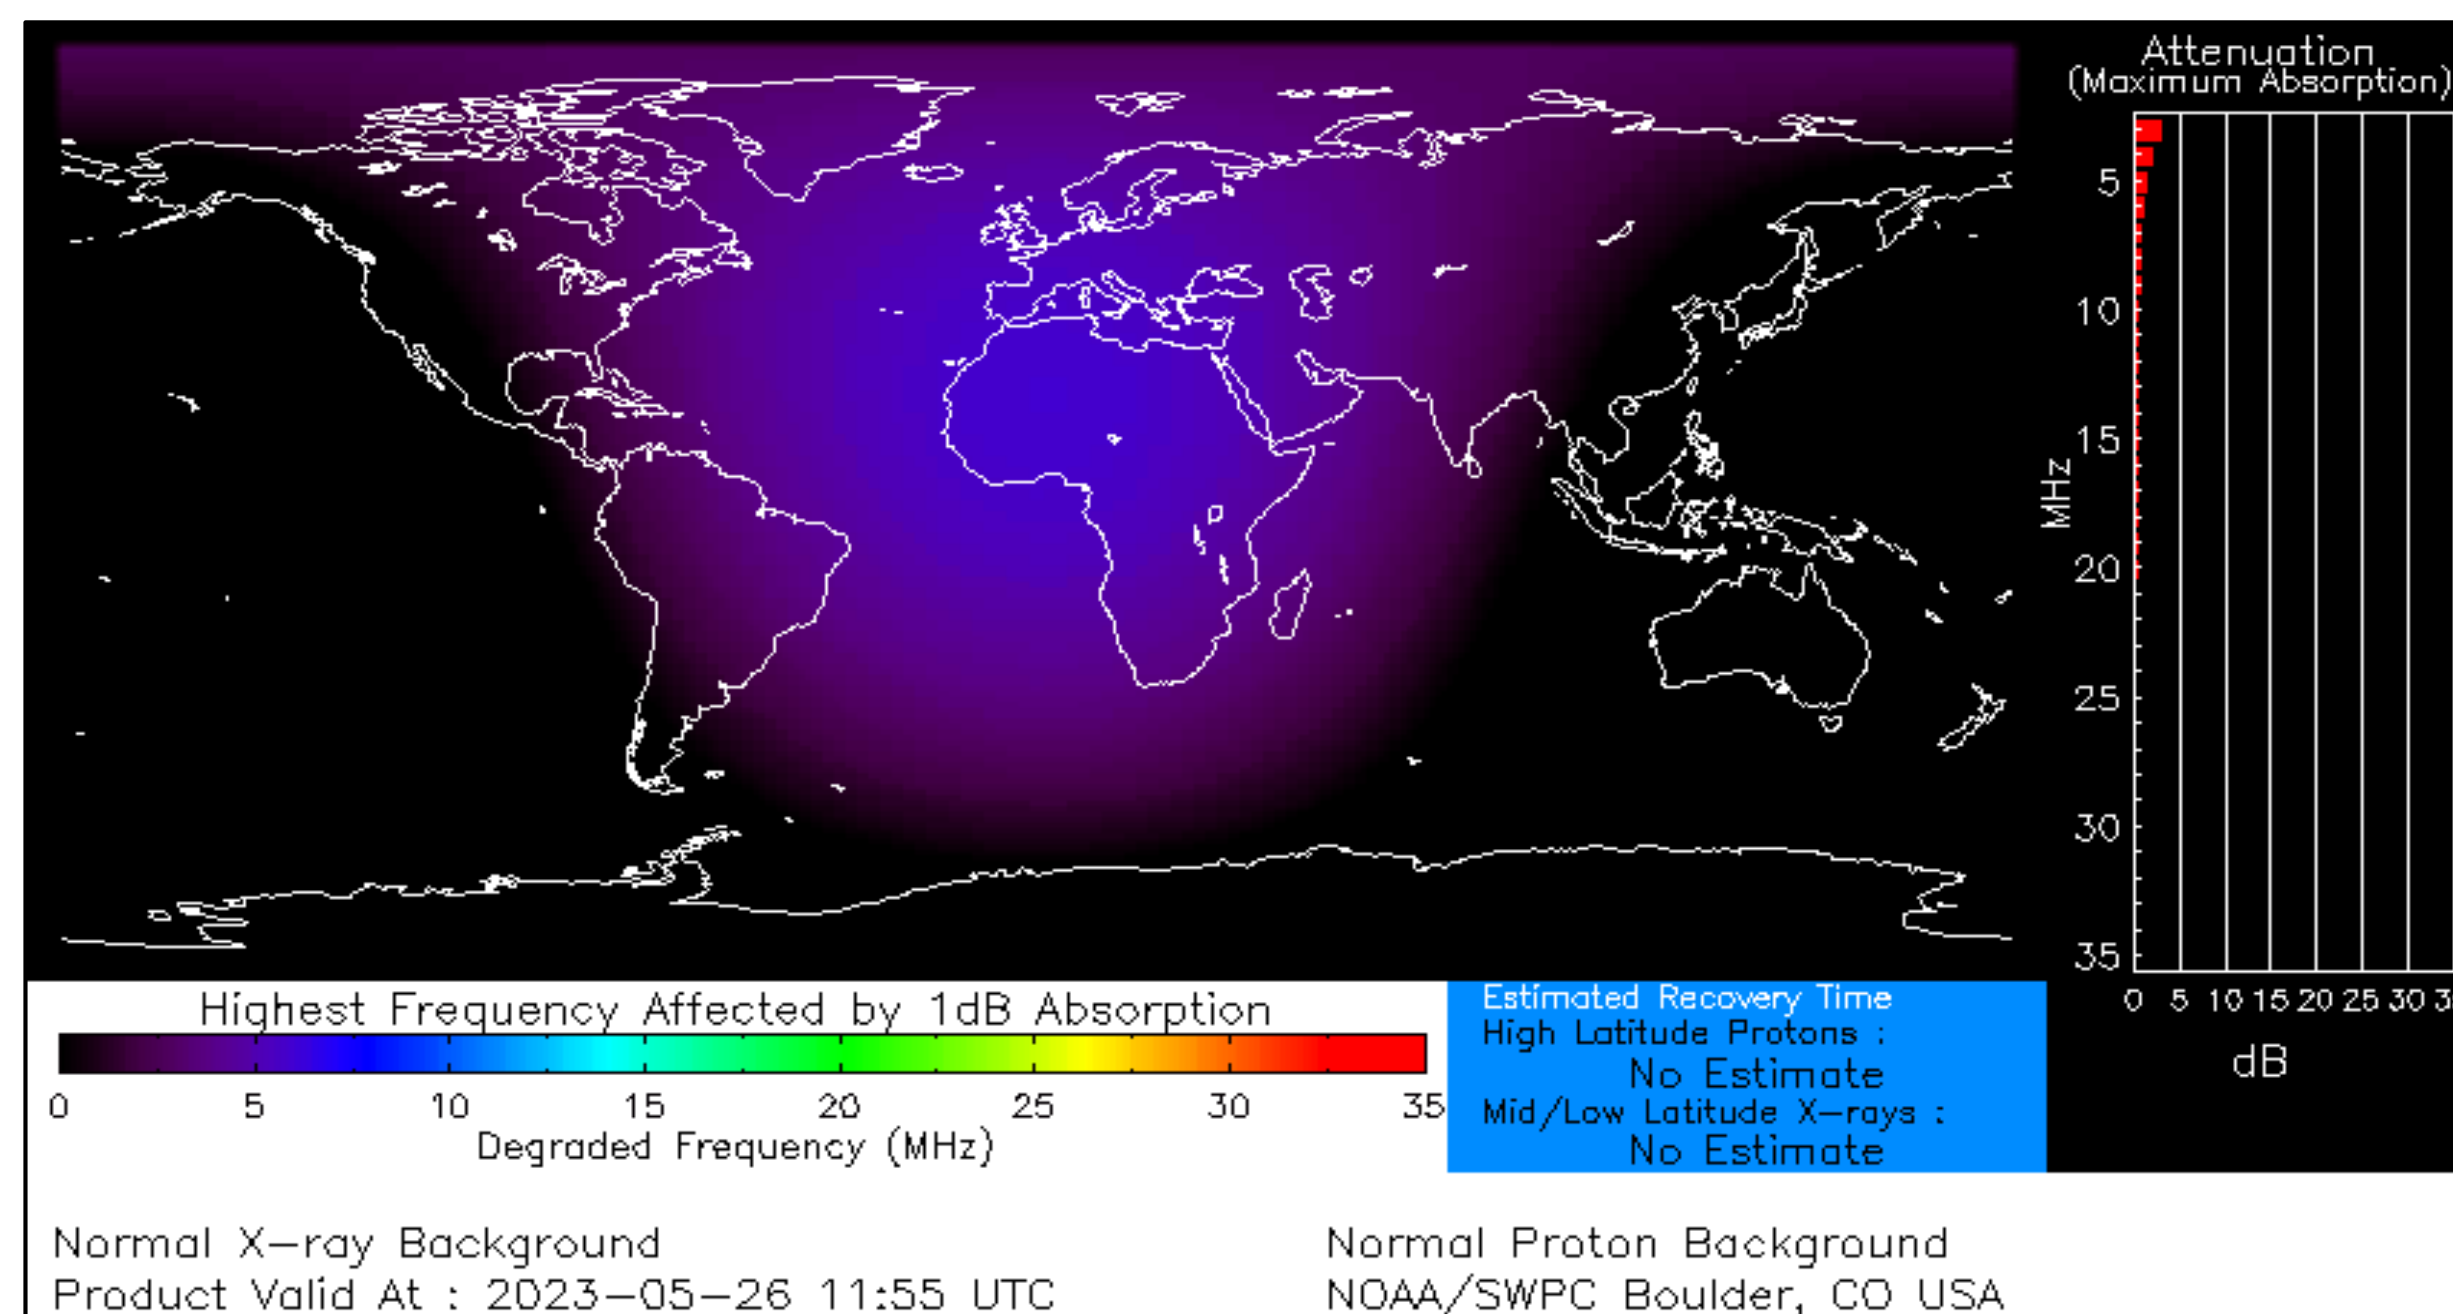 Attenuation
(Maximum Absorption)
5
10
15
20
25
30
35
MHz
0 5 10 15 20 25 30 3
dB
Highest Frequency Affected by 1dB Absorption
0 5 10 15 20 25 30 35
Degraded Frequency (MHz)
Estimated Recovery Time
High Latitude Protons :
No Estimate
Mid/Low Latitude X-rays :
No Estimate
Normal X-ray Background
Normal Proton Background
Product Valid At : 2023-05-26 11:55 UTC
NOAA/SWPC Boulder, CO USA